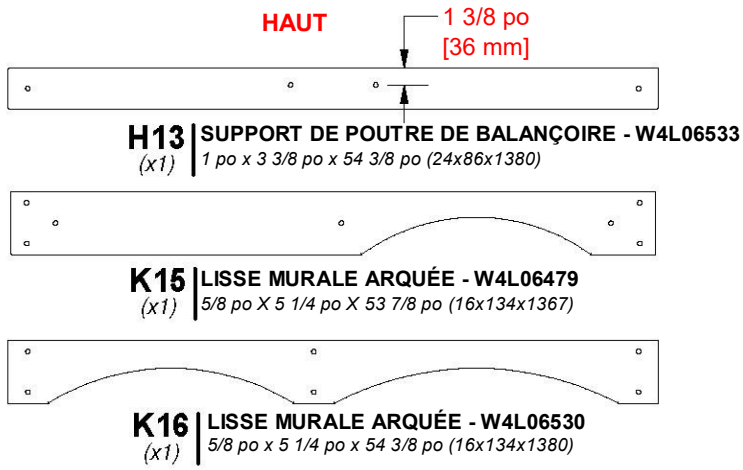 HAUT
1 3/8 po
[36 mm]
H13
(x1)
SUPPORT DE POUTRE DE BALANÇOIRE - W4L06533
1 po x 3 3/8 po x 54 3/8 po (24x86x1380)
K15
(x1)
LISSE MURALE ARQUÉE - W4L06479
5/8 po X 5 1/4 po X 53 7/8 po (16x134x1367)
K16
(x1)
LISSE MURALE ARQUÉE - W4L06530
5/8 po x 5 1/4 po x 54 3/8 po (16x134x1380)